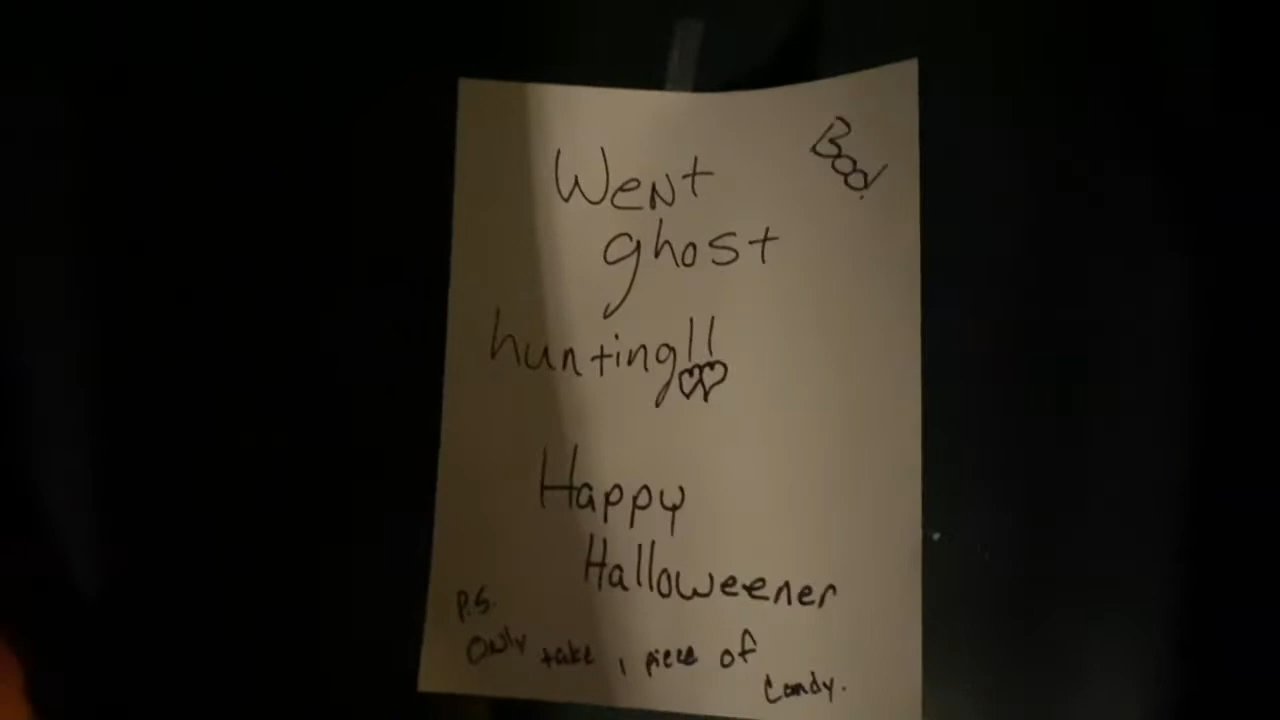 Boo!
Went
ghost
hunting!!
Happy
Halloweener
P.S.
Only take 1 piece of
Candy.